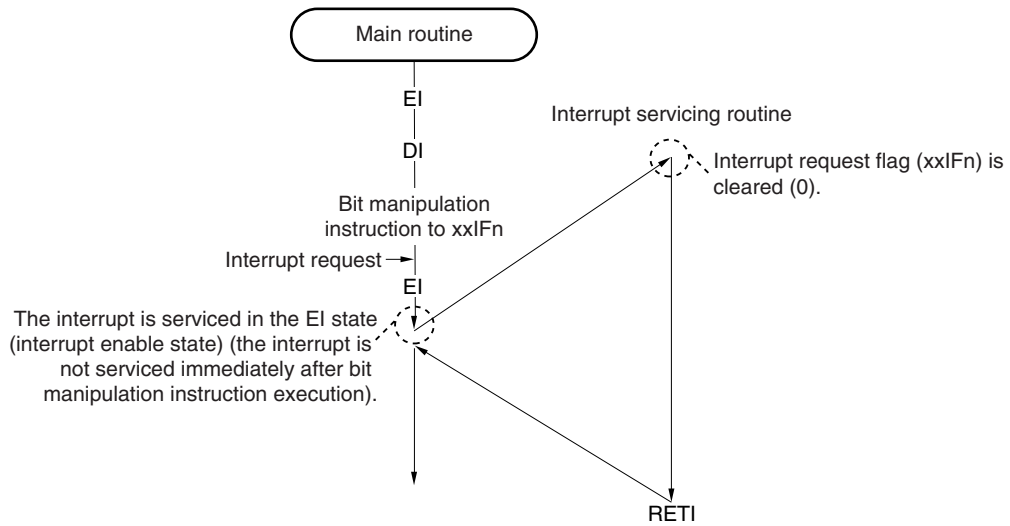 Main routine
EI
Interrupt servicing routine
DI
Interrupt request flag (xxIFn) is
cleared (0).
Bit manipulation
instruction to xxIFn
Interrupt request
EI
The interrupt is serviced in the EI state
(interrupt enable state) (the interrupt is
not serviced immediately after bit
manipulation instruction execution).
RETI